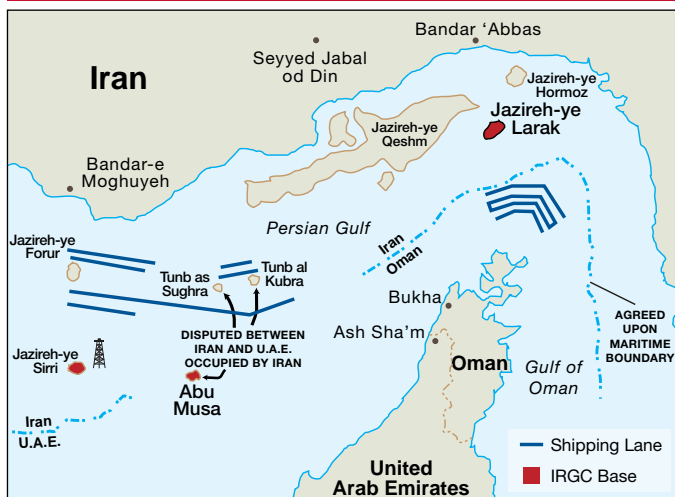 Bandar ‘Abbas
Seyyed Jabal
od Din
Iran
Jazireh-ye
Hormoz
Jazireh-ye
Larak
Jazireh-ye
Qeshm
Bandar-e
Moghuyeh
Persian Gulf
Iran
Oman
Jazireh-ye
Forur
Tunb as
Sughra
Tunb al
Kubra
Bukha
AGREED
UPON
MARITIME
BOUNDARY
DISPUTED BETWEEN
IRAN AND U.A.E.
OCCUPIED BY IRAN
Ash Sha’m
Jazireh-ye
Sirri
Oman
Gulf of
Oman
Abu
Musa
Iran
U.A.E.
Shipping Lane
IRGC Base
United
Arab Emirates